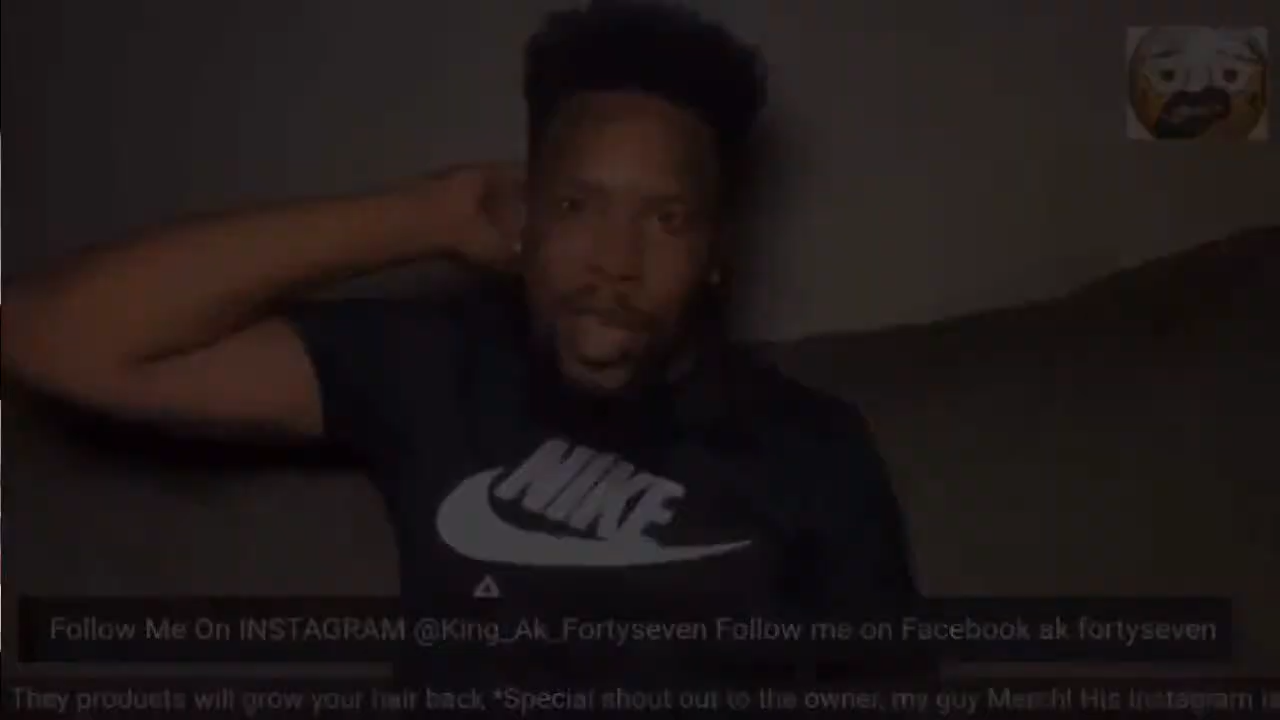 NIKE
Follow Me On INSTAGRAM @King_Ak_Fortyseven Follow me on Facebook ak fortyseven
They products will grow your hair back, *Special shout out to the owner, my guy Merch! His Instagram is